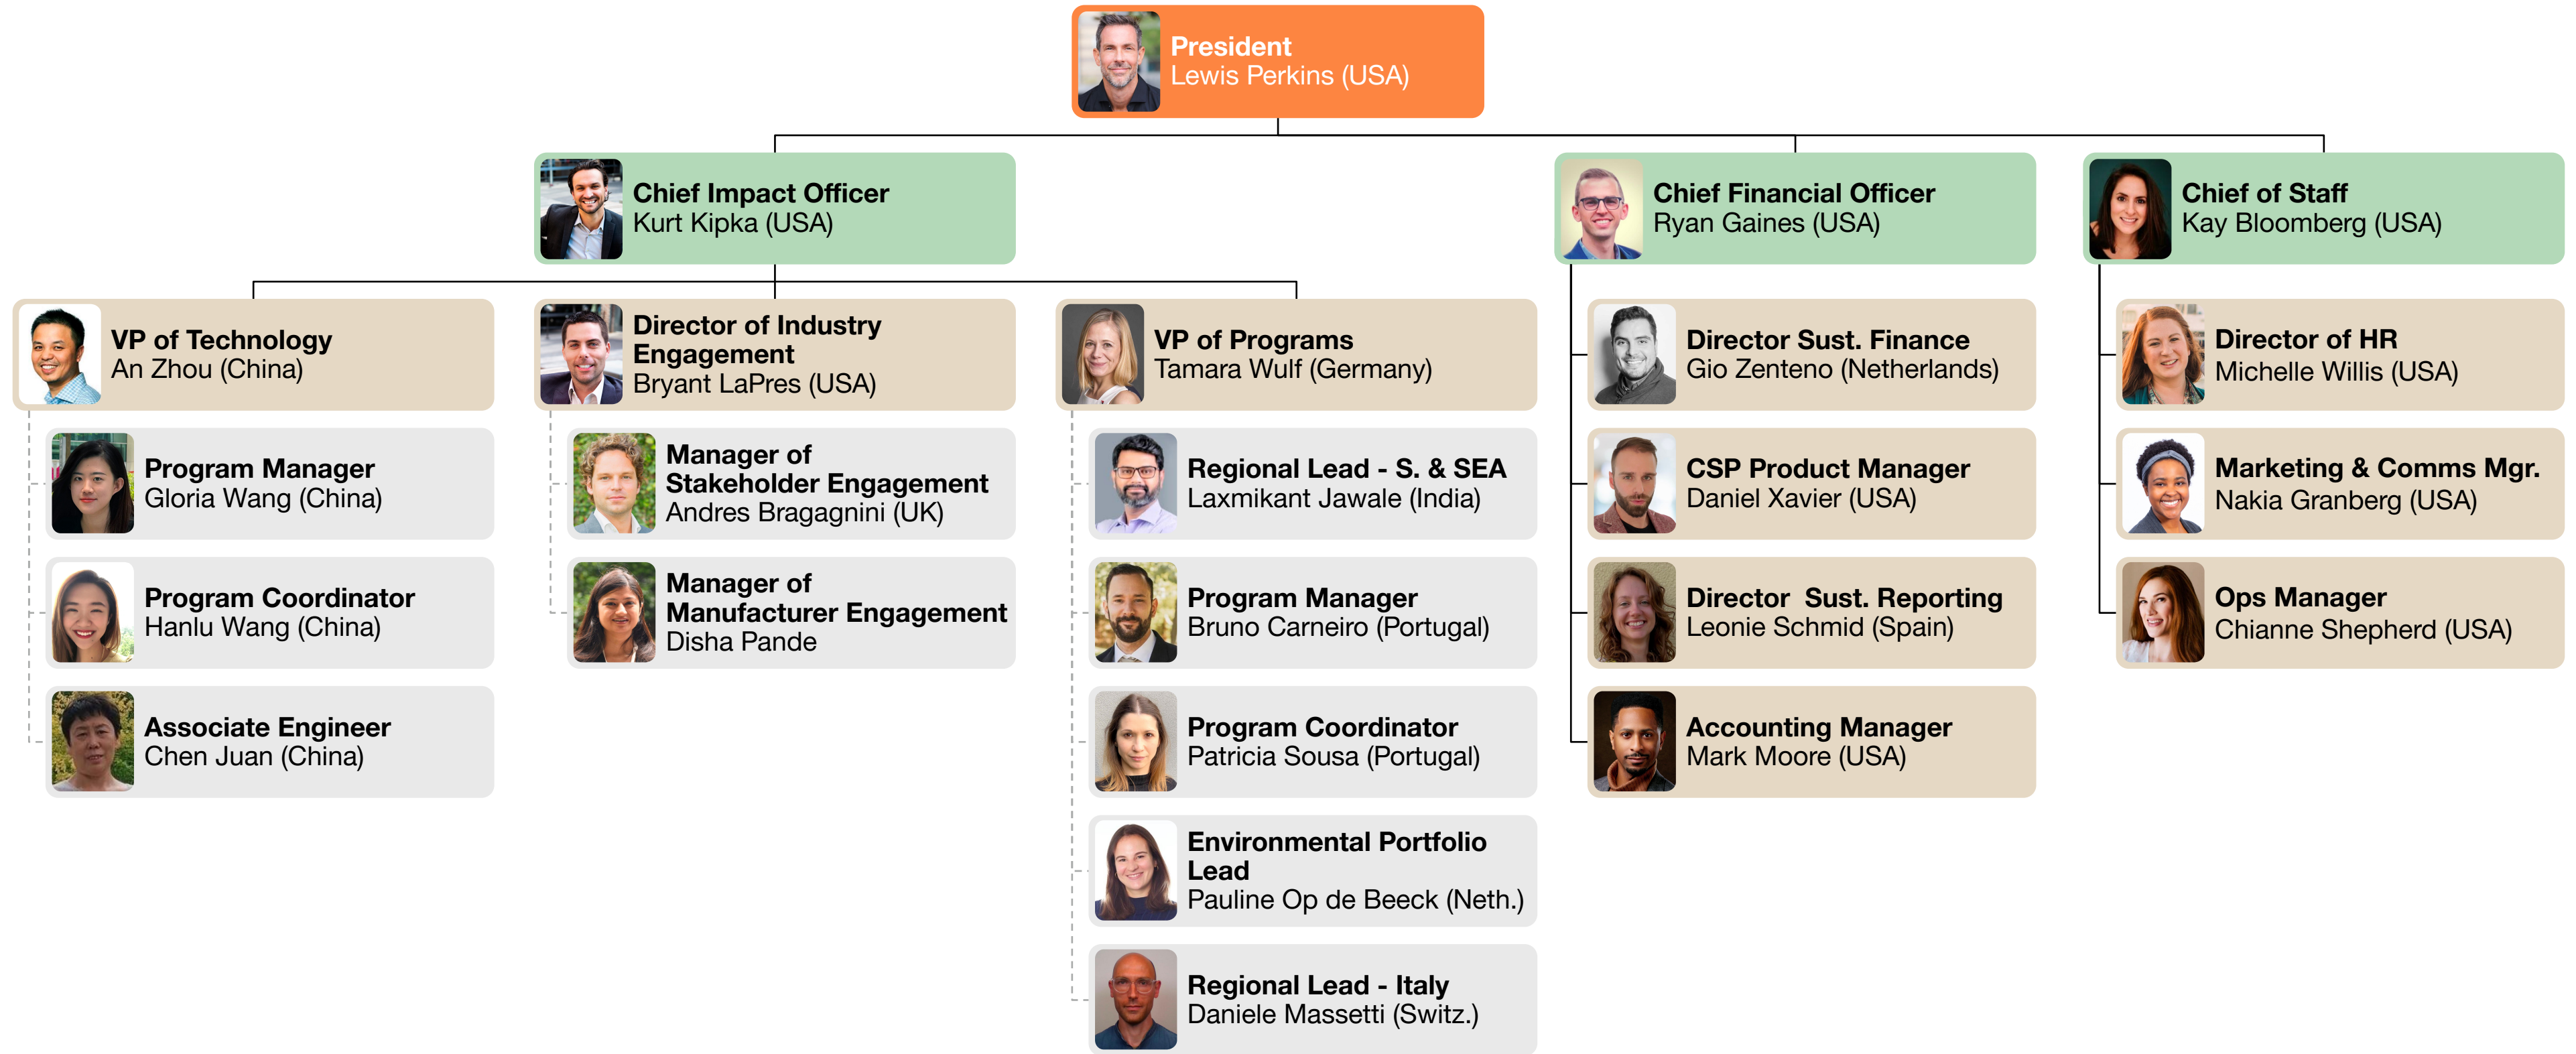 President
Lewis Perkins (USA)
Chief Impact Officer
Kurt Kipka (USA)
Chief Financial Officer
Ryan Gaines (USA)
Chief of Staff
Kay Bloomberg (USA)
VP of Technology
An Zhou (China)
Director of Industry
Engagement
Bryant LaPres (USA)
VP of Programs
Tamara Wulf (Germany)
Director Sust. Finance
Gio Zenteno (Netherlands)
Director of HR
Michelle Willis (USA)
Program Manager
Gloria Wang (China)
Manager of
Stakeholder Engagement
Andres Bragagnini (UK)
Regional Lead - S. & SEA
Laxmikant Jawale (India)
CSP Product Manager
Daniel Xavier (USA)
Marketing & Comms Mgr.
Nakia Granberg (USA)
Program Coordinator
Hanlu Wang (China)
Manager of
Manufacturer Engagement
Disha Pande
Program Manager
Bruno Carneiro (Portugal)
Director  Sust. Reporting
Leonie Schmid (Spain)
Ops Manager
Chianne Shepherd (USA)
Associate Engineer
Chen Juan (China)
Program Coordinator
Patricia Sousa (Portugal)
Accounting Manager
Mark Moore (USA)
Environmental Portfolio
Lead
Pauline Op de Beeck (Neth.)
Regional Lead - Italy
Daniele Massetti (Switz.)